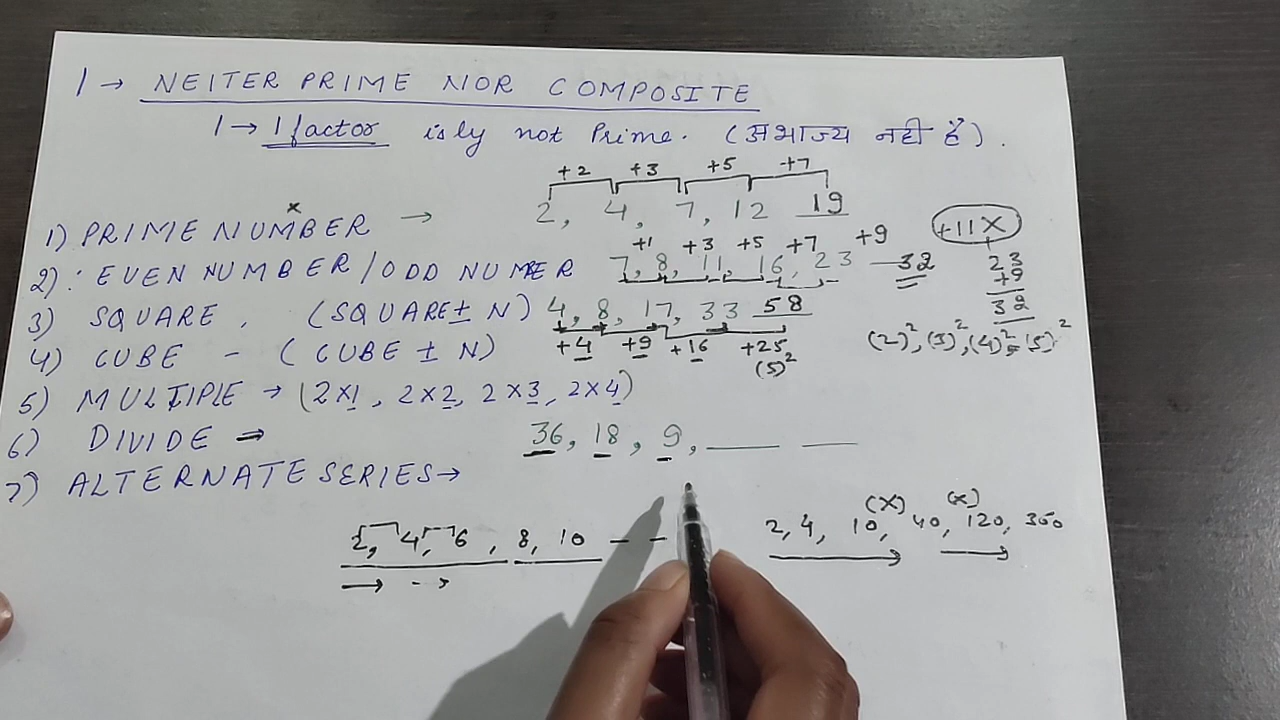 1 → NEITER PRIME NOR COMPOSITE
1 → 1 factor is ly not Prime. (अभाज्य नहीं है).
+2 +3 +5 +7
1) PRIME NUMBER → 2, 4, 7, 12 19
x
+1 +3 +5 +7 +9 +11 X
2) : EVEN NUMBER / ODD NUMBER 7, 8, 11, 16, 23 32
23
+9
32
3) SQUARE, (SQUARE ± N) 4, 8, 17, 33 58
+4 +9 +16 +25
(5)²
(2)², (3)², (4)², (5)²
4) CUBE - (CUBE ± N)
5) MULTIPLE → (2×1, 2×2, 2×3, 2×4)
6) DIVIDE ⇒ 36, 18, 9, ___ ___
7) ALTERNATE SERIES →
2, 4, 6, 8, 10 - -
(X) (x)
2, 4, 10, 40, 120, 360